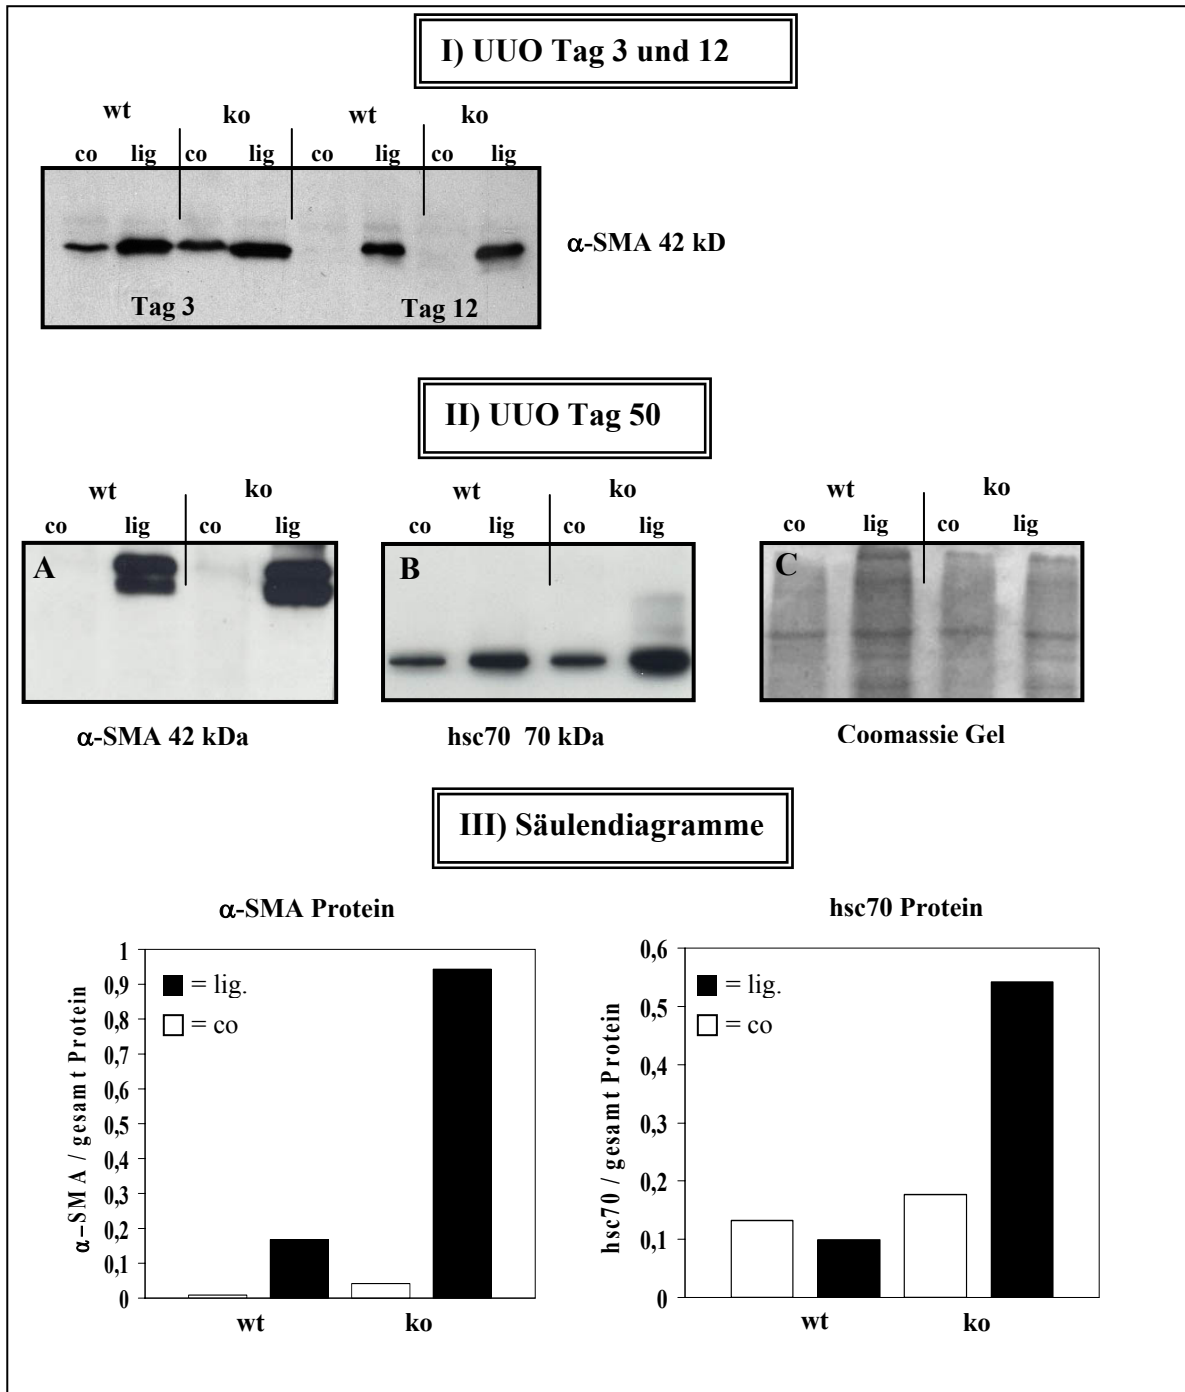 I) UUO Tag 3 und 12
wt ko wt ko
co lig co lig co lig co lig
α-SMA 42 kD
Tag 3 Tag 12
II) UUO Tag 50
wt ko wt ko wt ko
co lig co lig co lig co lig co lig co lig
A B C
α-SMA 42 kDa hsc70 70 kDa Coomassie Gel
III) Säulendiagramme
α-SMA Protein
α–SMA / gesamt Protein
1
0,9
0,8
0,7
0,6
0,5
0,4
0,3
0,2
0,1
0
= lig.
= co
wt ko
hsc70 Protein
hsc70 / gesamt Protein
0,6
0,5
0,4
0,3
0,2
0,1
0
= lig.
= co
wt ko